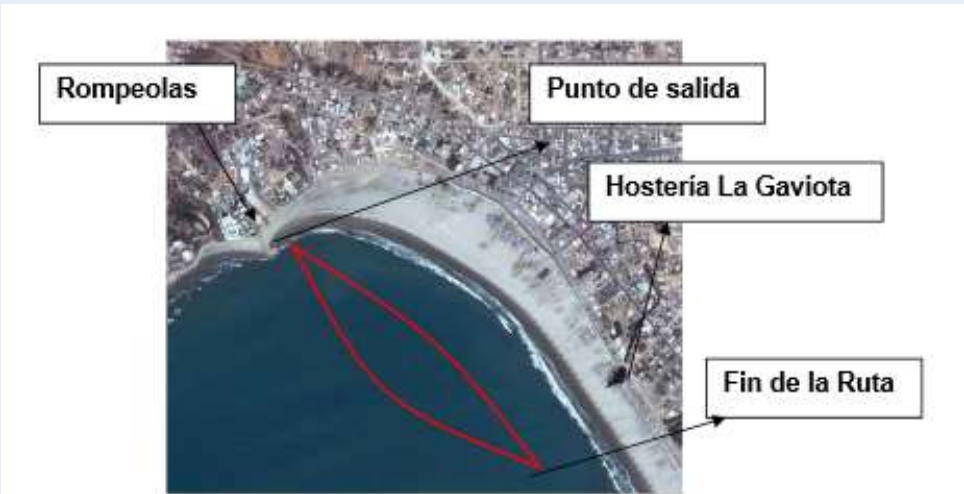 Rompeolas
Punto de salida
Hostería La Gaviota
Fin de la Ruta